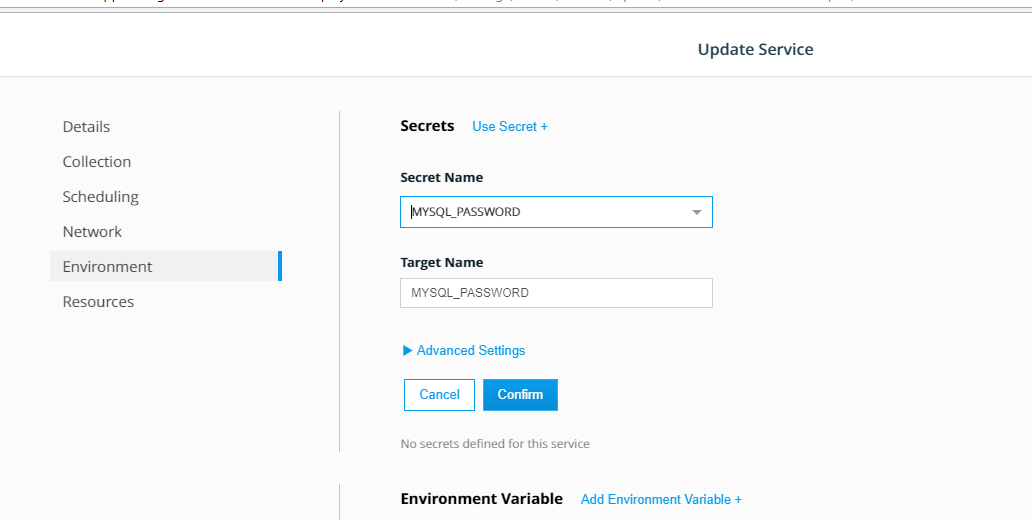 Update Service
Details
Collection
Scheduling
Network
Environment
Resources
Secrets Use Secret +
Secret Name
MYSQL_PASSWORD
Target Name
MYSQL_PASSWORD
Advanced Settings
Cancel Confirm
No secrets defined for this service
Environment Variable Add Environment Variable +